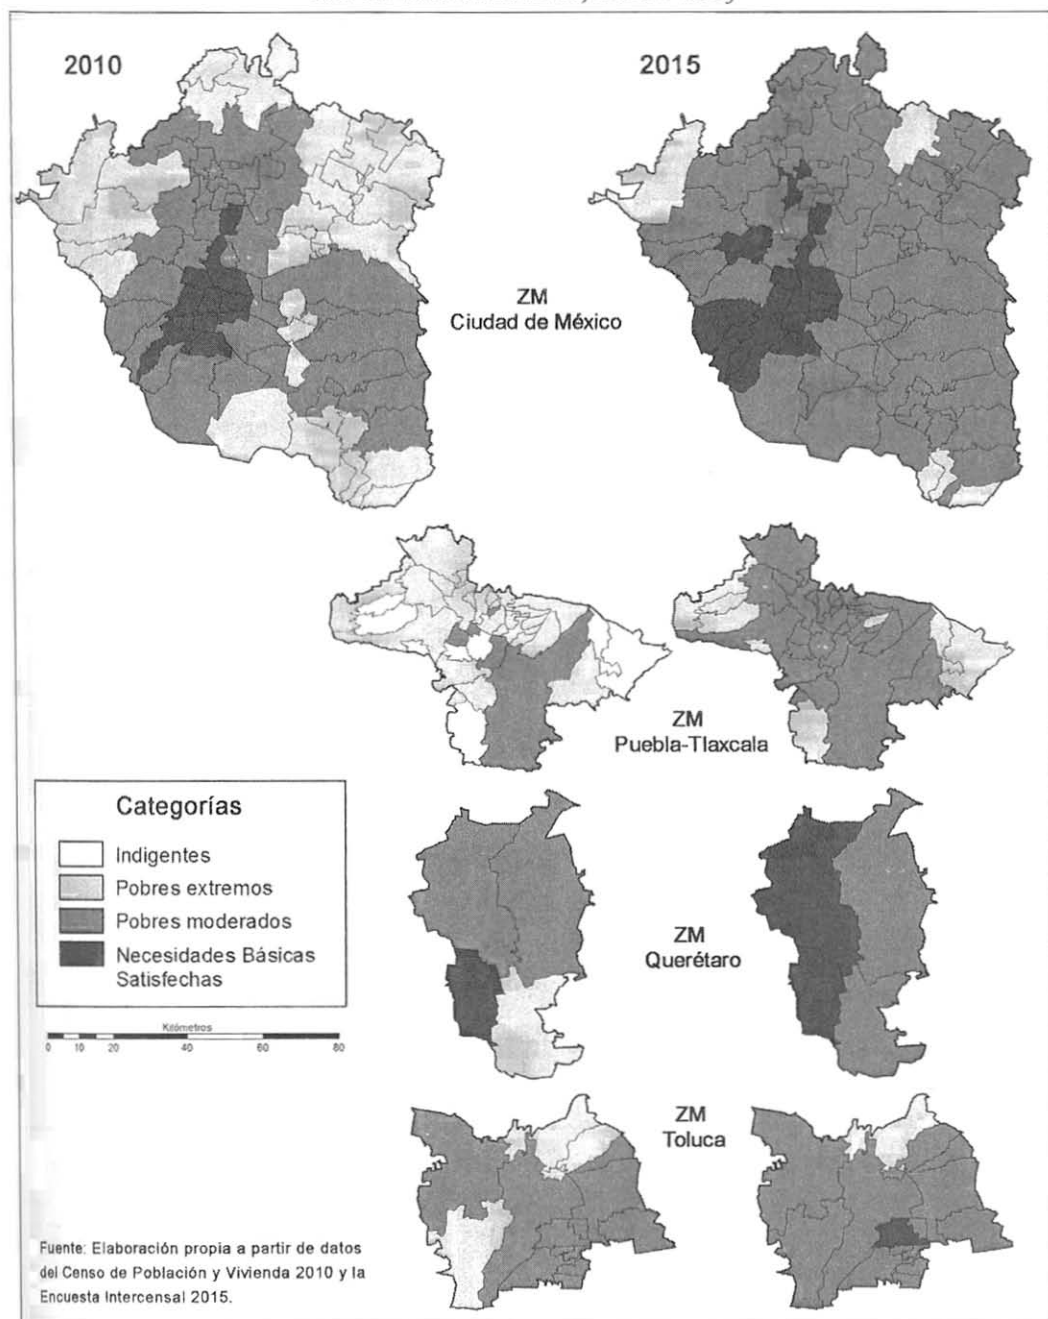 2010
2015
ZM
Ciudad de México
ZM
Puebla-Tlaxcala
Categorías
Indigentes
Pobres extremos
Pobres moderados
Necesidades Básicas
Satisfechas
Kilómetros
0 10 20 40 60 80
ZM
Querétaro
ZM
Toluca
Fuente: Elaboración propia a partir de datos
del Censo de Población y Vivienda 2010 y la
Encuesta Intercensal 2015.